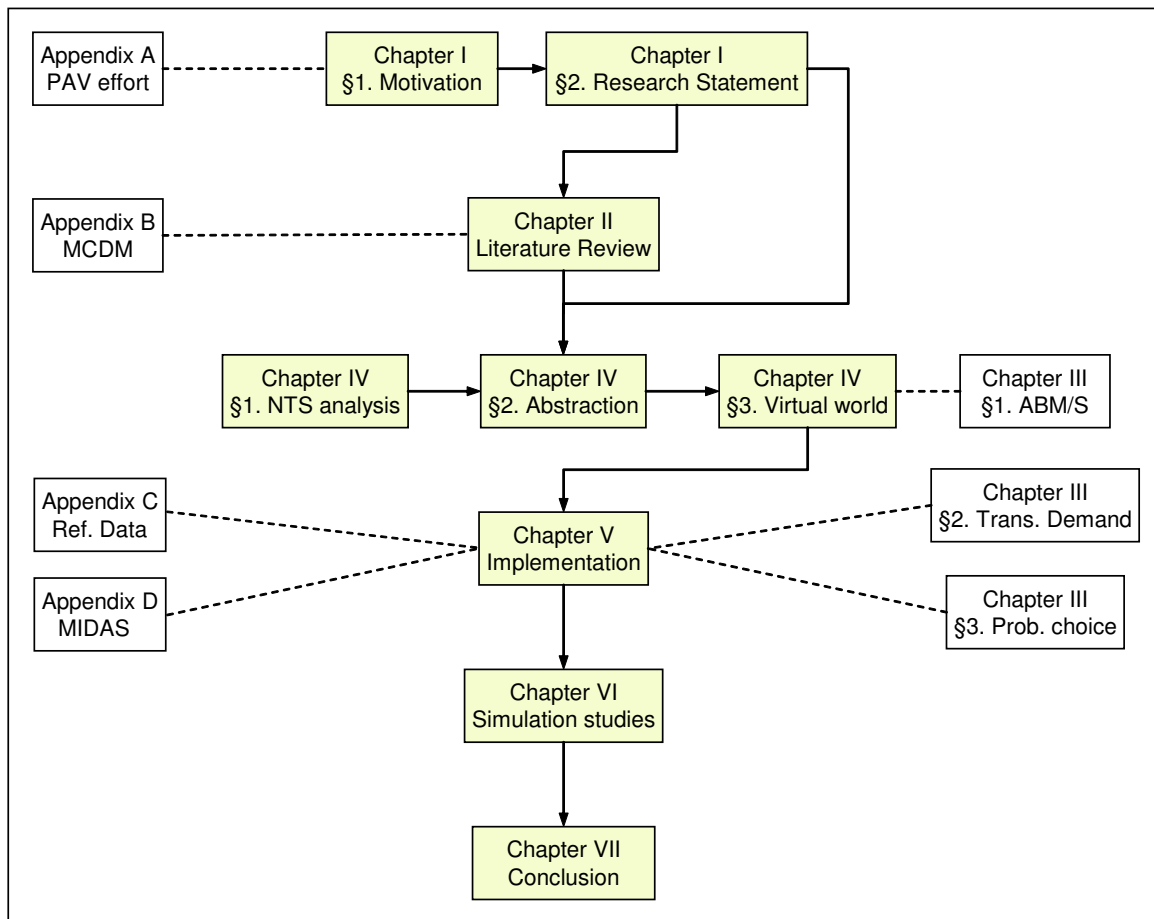 Appendix A
PAV effort
Chapter I
§1. Motivation
Chapter I
§2. Research Statement
Appendix B
MCDM
Chapter II
Literature Review
Chapter IV
§1. NTS analysis
Chapter IV
§2. Abstraction
Chapter IV
§3. Virtual world
Chapter III
§1. ABM/S
Appendix C
Ref. Data
Chapter V
Implementation
Chapter III
§2. Trans. Demand
Appendix D
MIDAS
Chapter III
§3. Prob. choice
Chapter VI
Simulation studies
Chapter VII
Conclusion